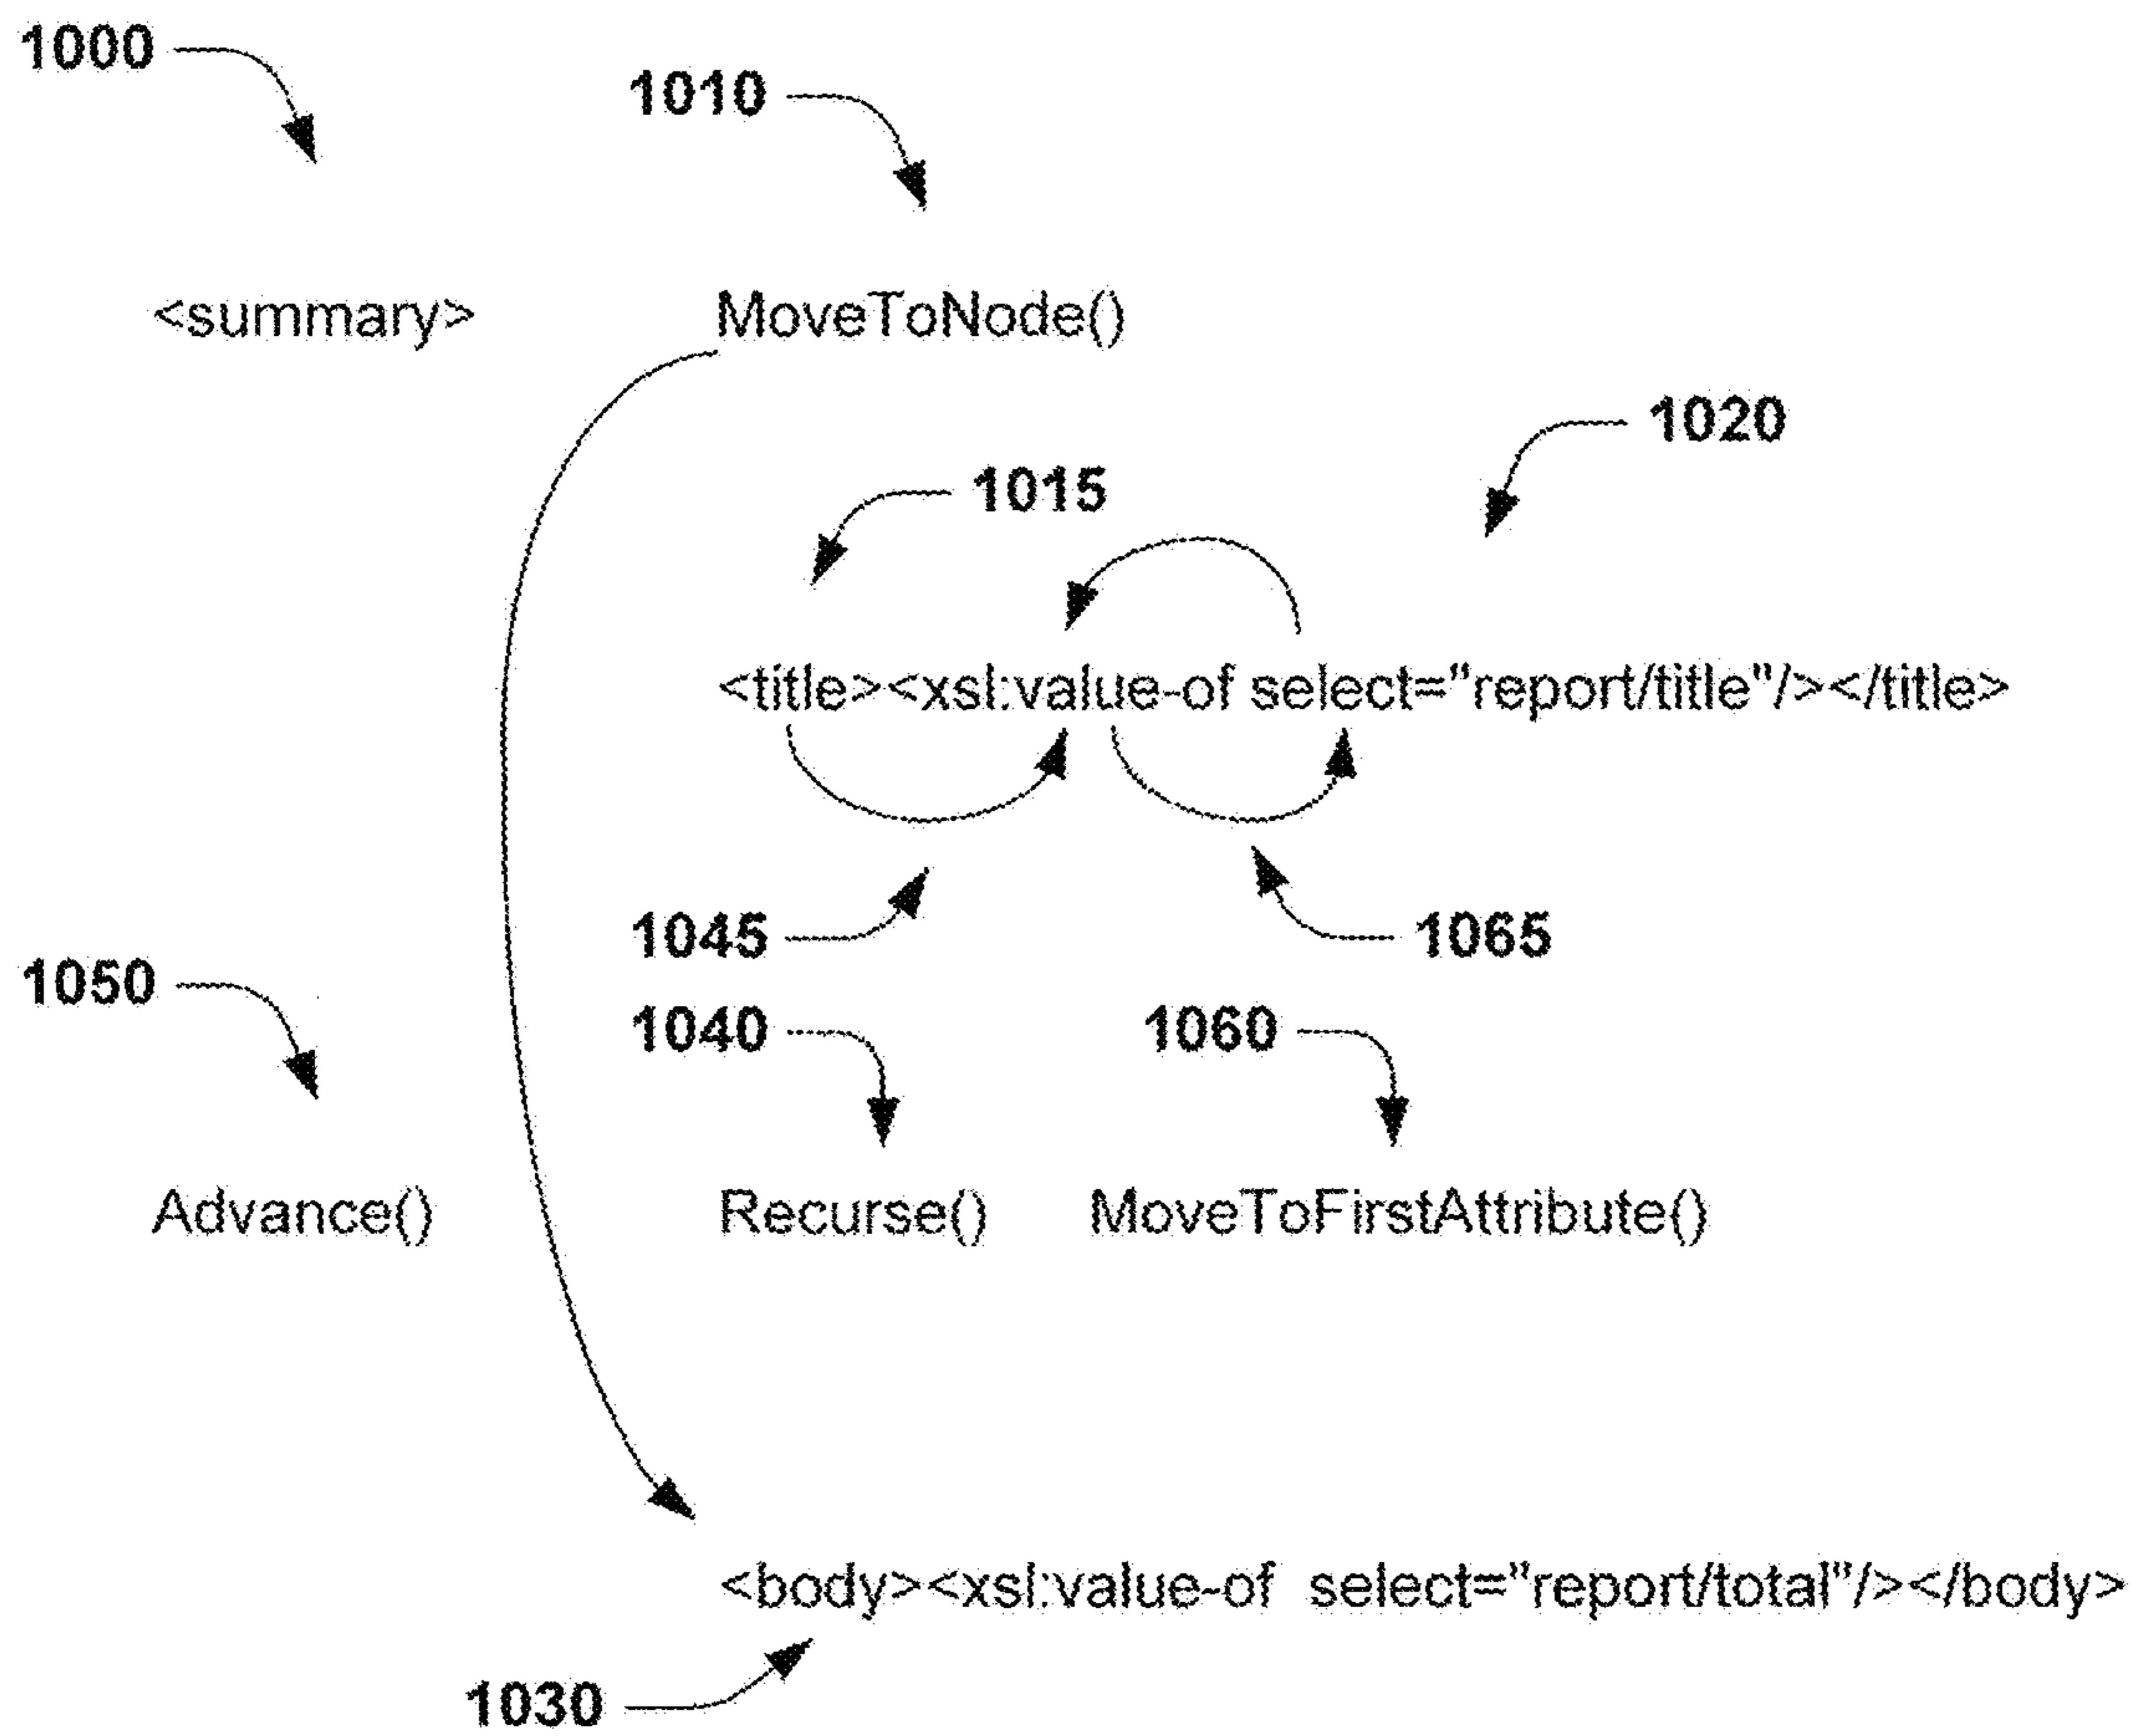 1000
1010
<summary> MoveToNode()
1020
1015
<title><xsl:value-of select="report/title"/></title>
1045 1065
1050
1040 1060
Advance() Recurse() MoveToFirstAttribute()
<body><xsl:value-of select="report/total"/></body>
1030